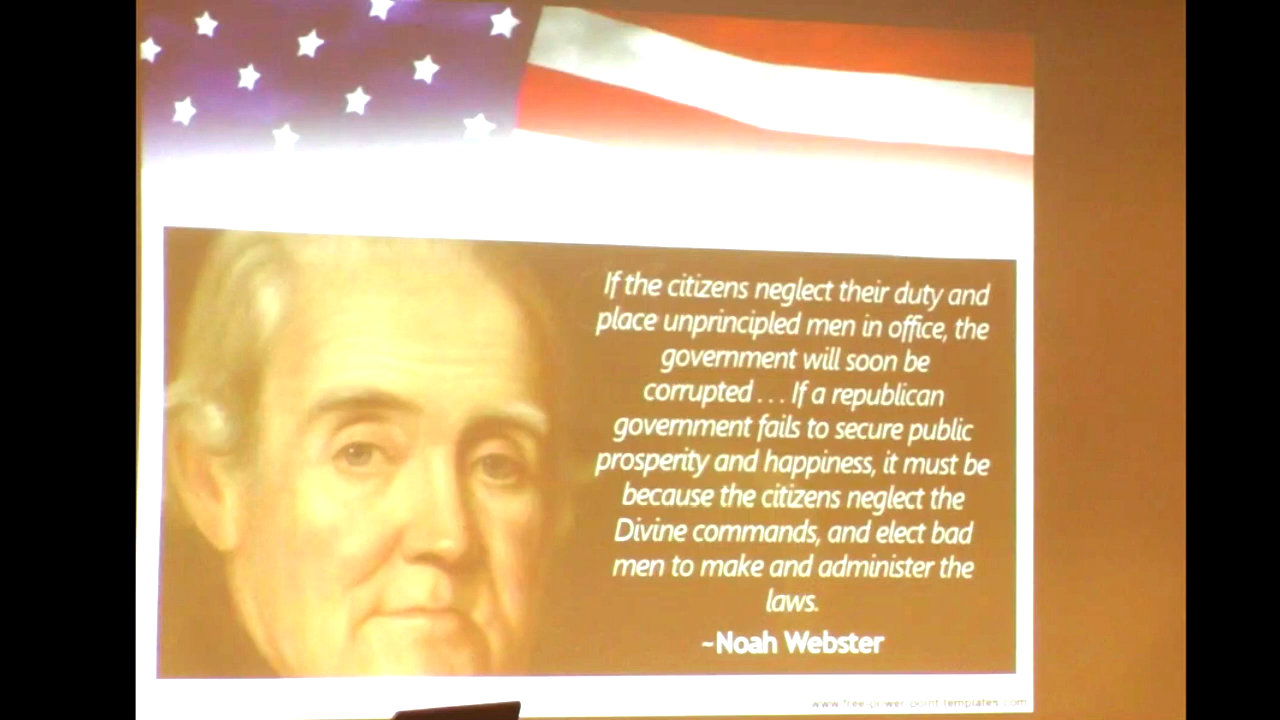 If the citizens neglect their duty and
place unprincipled men in office, the
government will soon be
corrupted . . . If a republican
government fails to secure public
prosperity and happiness, it must be
because the citizens neglect the
Divine commands, and elect bad
men to make and administer the
laws.
~Noah Webster
www.free-power-point-templates.com